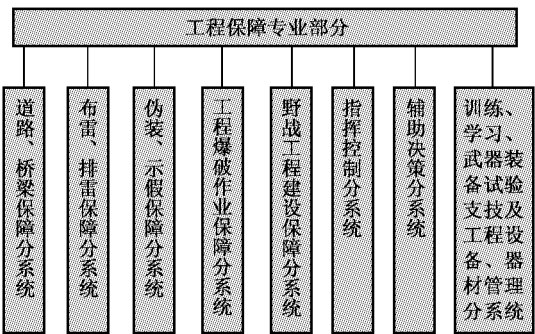 工程保障专业部分
道路、桥梁保障分系统
布雷、排雷保障分系统
伪装、示假保障分系统
工程爆破作业保障分系统
野战工程建设保障分系统
指挥控制分系统
辅助决策分系统
训练、
学习、
武器装
备试验
支技及
工程设
备、器
材管理
分系统